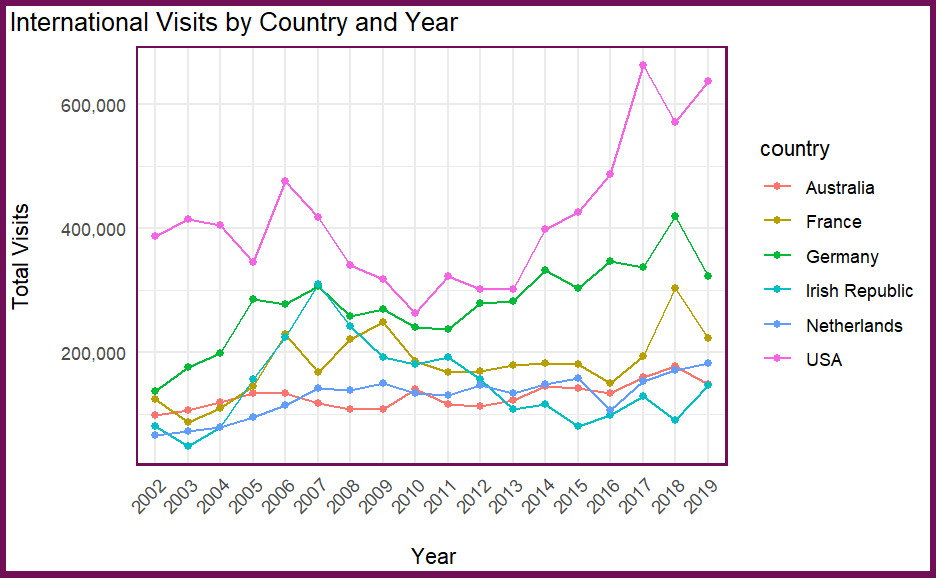 International Visits by Country and Year
Total Visits
600,000
400,000
200,000
2002
2003
2004
2005
2006
2007
2008
2009
2010
2011
2012
2013
2014
2015
2016
2017
2018
2019
Year
country
Australia
France
Germany
Irish Republic
Netherlands
USA